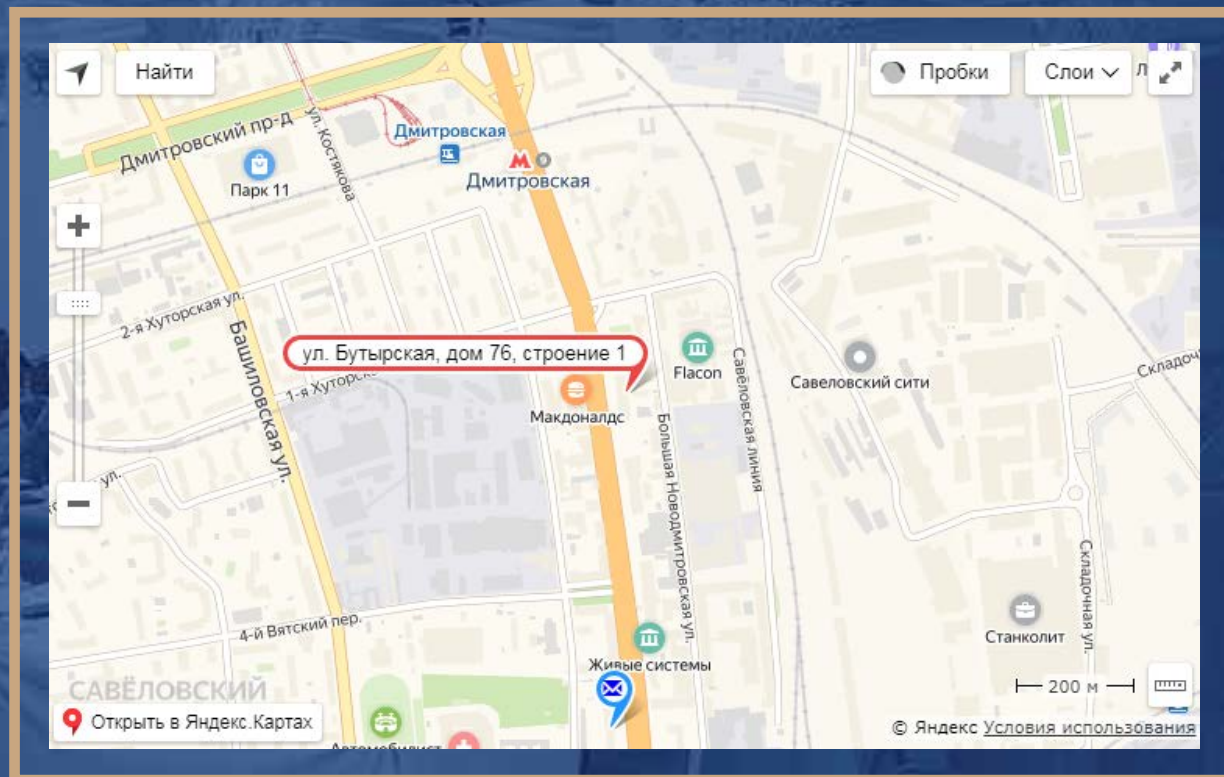 Найти
Пробки
Слои
Л
Дмитровский пр-д
ул. Костякова
Дмитровская
Дмитровская
Парк 11
2-я Хуторская ул.
Башиловская ул.
ул. Бутырская, дом 76, строение 1
1-я Хуторск
Макдоналдс
Flacon
Савёловская линия
Савеловский сити
Складоч
Большая Новодмитровская ул.
ул.
4-й Вятский пер.
Живые системы
Станколит
Складочная ул.
САВЁЛОВСКИЙ
200 м
Открыть в Яндекс.Картах
© Яндекс Условия использования
Автомобилист